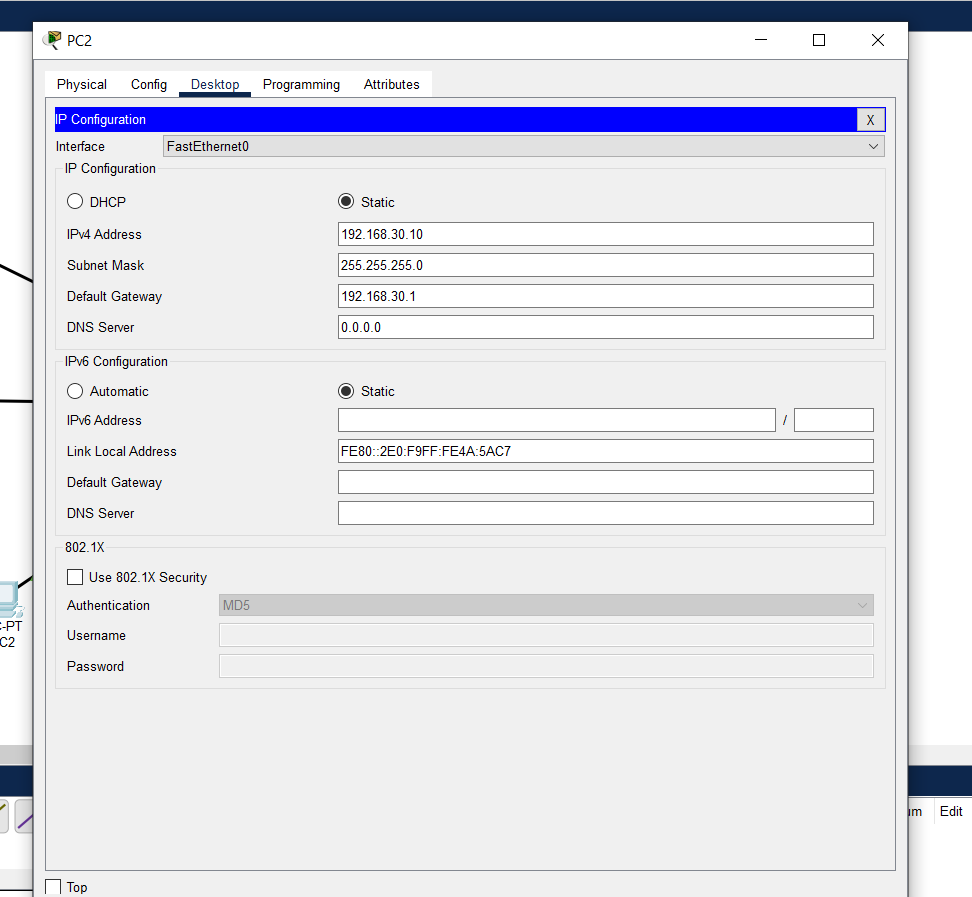 PC2
Physical Config Desktop Programming Attributes
IP Configuration X
Interface FastEthernet0
IP Configuration
DHCP Static
IPv4 Address 192.168.30.10
Subnet Mask 255.255.255.0
Default Gateway 192.168.30.1
DNS Server 0.0.0.0
IPv6 Configuration
Automatic Static
IPv6 Address /
Link Local Address FE80::2E0:F9FF:FE4A:5AC7
Default Gateway
DNS Server
802.1X
Use 802.1X Security
Authentication MD5
Username
Password
-PT
C2
Edit
Top